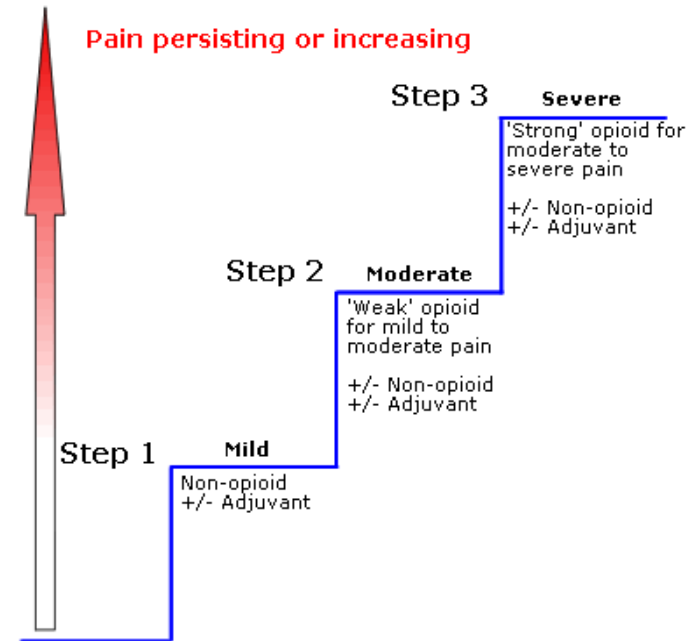 Pain persisting or increasing
Step 3
Severe
'Strong' opioid for
moderate to
severe pain
+/- Non-opioid
+/- Adjuvant
Step 2
Moderate
'Weak' opioid
for mild to
moderate pain
+/- Non-opioid
+/- Adjuvant
Step 1
Mild
Non-opioid
+/- Adjuvant